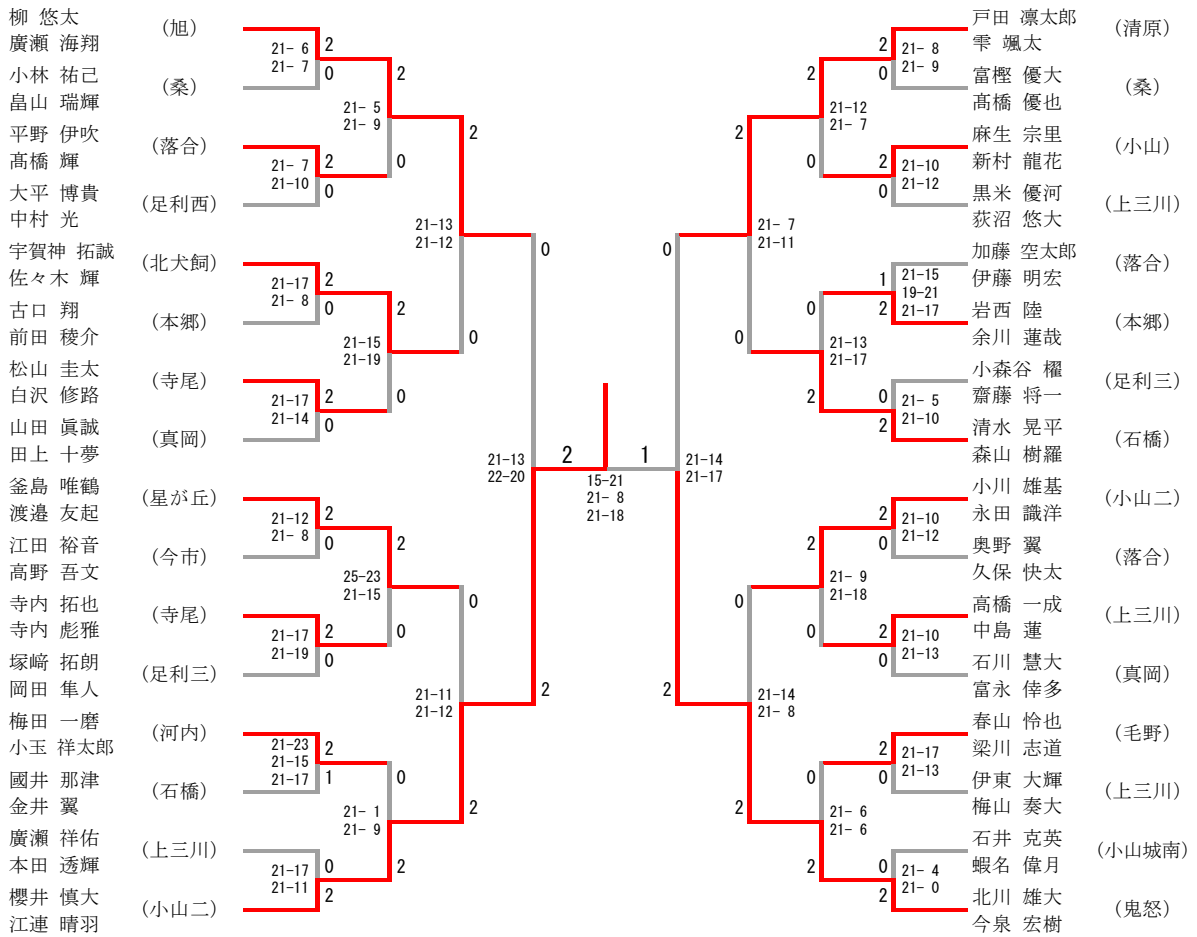 柳 悠太
廣瀬 海翔
(旭)
小林 祐己
畠山 瑞輝
(桑)
平野 伊吹
髙橋 輝
(落合)
大平 博貴
中村 光
(足利西)
宇賀神 拓誠
佐々木 輝
(北犬飼)
古口 翔
前田 稜介
(本郷)
松山 圭太
白沢 修路
(寺尾)
山田 眞誠
田上 十夢
(真岡)
釜島 唯鶴
渡邉 友起
(星が丘)
江田 裕音
高野 吾文
(今市)
寺内 拓也
寺内 彪雅
(寺尾)
塚﨑 拓朗
岡田 隼人
(足利三)
梅田 一磨
小玉 祥太郎
(河内)
國井 那津
金井 翼
(石橋)
廣瀬 祥佑
本田 透輝
(上三川)
櫻井 慎大
江連 晴羽
(小山二)
21- 6
21- 7
2
0
21- 7
21-10
2
0
21-17
21- 8
2
0
21-17
21-14
2
0
21-12
21- 8
2
0
21-17
21-19
2
0
21-23
21-15
21-17
2
1
21-17
21-11
0
2
21- 5
21- 9
2
0
21-15
21-19
2
0
25-23
21-15
2
0
21- 1
21- 9
0
2
21-13
21-12
2
0
21-11
21-12
0
2
21-13
22-20
0
2
2
1
15-21
21- 8
21-18
21-14
21-17
0
2
21- 7
21-11
2
0
21-14
21- 8
0
2
21-12
21- 7
2
0
21-13
21-17
0
2
21- 9
21-18
2
0
21- 6
21- 6
0
2
2
0
21- 8
21- 9
2
0
21-10
21-12
1
2
21-15
19-21
21-17
0
2
21- 5
21-10
2
0
21-10
21-12
2
0
21-10
21-13
2
0
21-17
21-13
0
2
21- 4
21- 0
戸田 凛太郎
雫 颯太
(清原)
富樫 優大
髙橋 優也
(桑)
麻生 宗里
新村 龍花
(小山)
黒米 優河
荻沼 悠大
(上三川)
加藤 空太郎
伊藤 明宏
(落合)
岩西 陸
余川 蓮哉
(本郷)
小森谷 櫂
齋藤 将一
(足利三)
清水 晃平
森山 樹羅
(石橋)
小川 雄基
永田 識洋
(小山二)
奥野 翼
久保 快太
(落合)
高橋 一成
中島 蓮
(上三川)
石川 慧大
富永 倖多
(真岡)
春山 怜也
梁川 志道
(毛野)
伊東 大輝
梅山 奏大
(上三川)
石井 克英
蝦名 偉月
(小山城南)
北川 雄大
今泉 宏樹
(鬼怒)